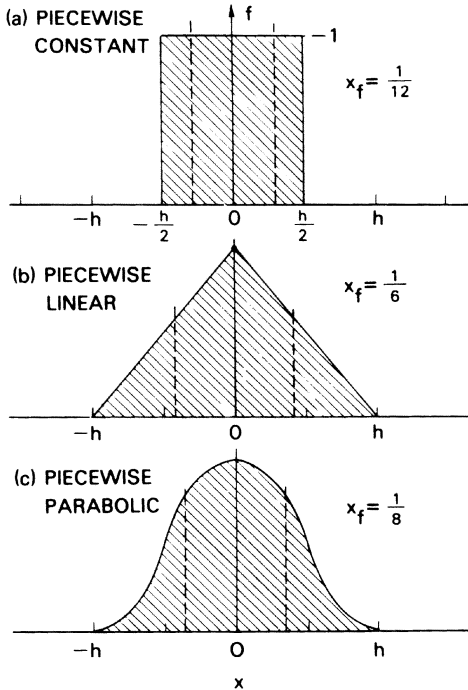 (a) PIECEWISE
CONSTANT
f
1
x_f = 1/12
-h
-h/2
0
h/2
h
(b) PIECEWISE
LINEAR
x_f = 1/6
-h
0
h
(c) PIECEWISE
PARABOLIC
x_f = 1/8
-h
0
h
x